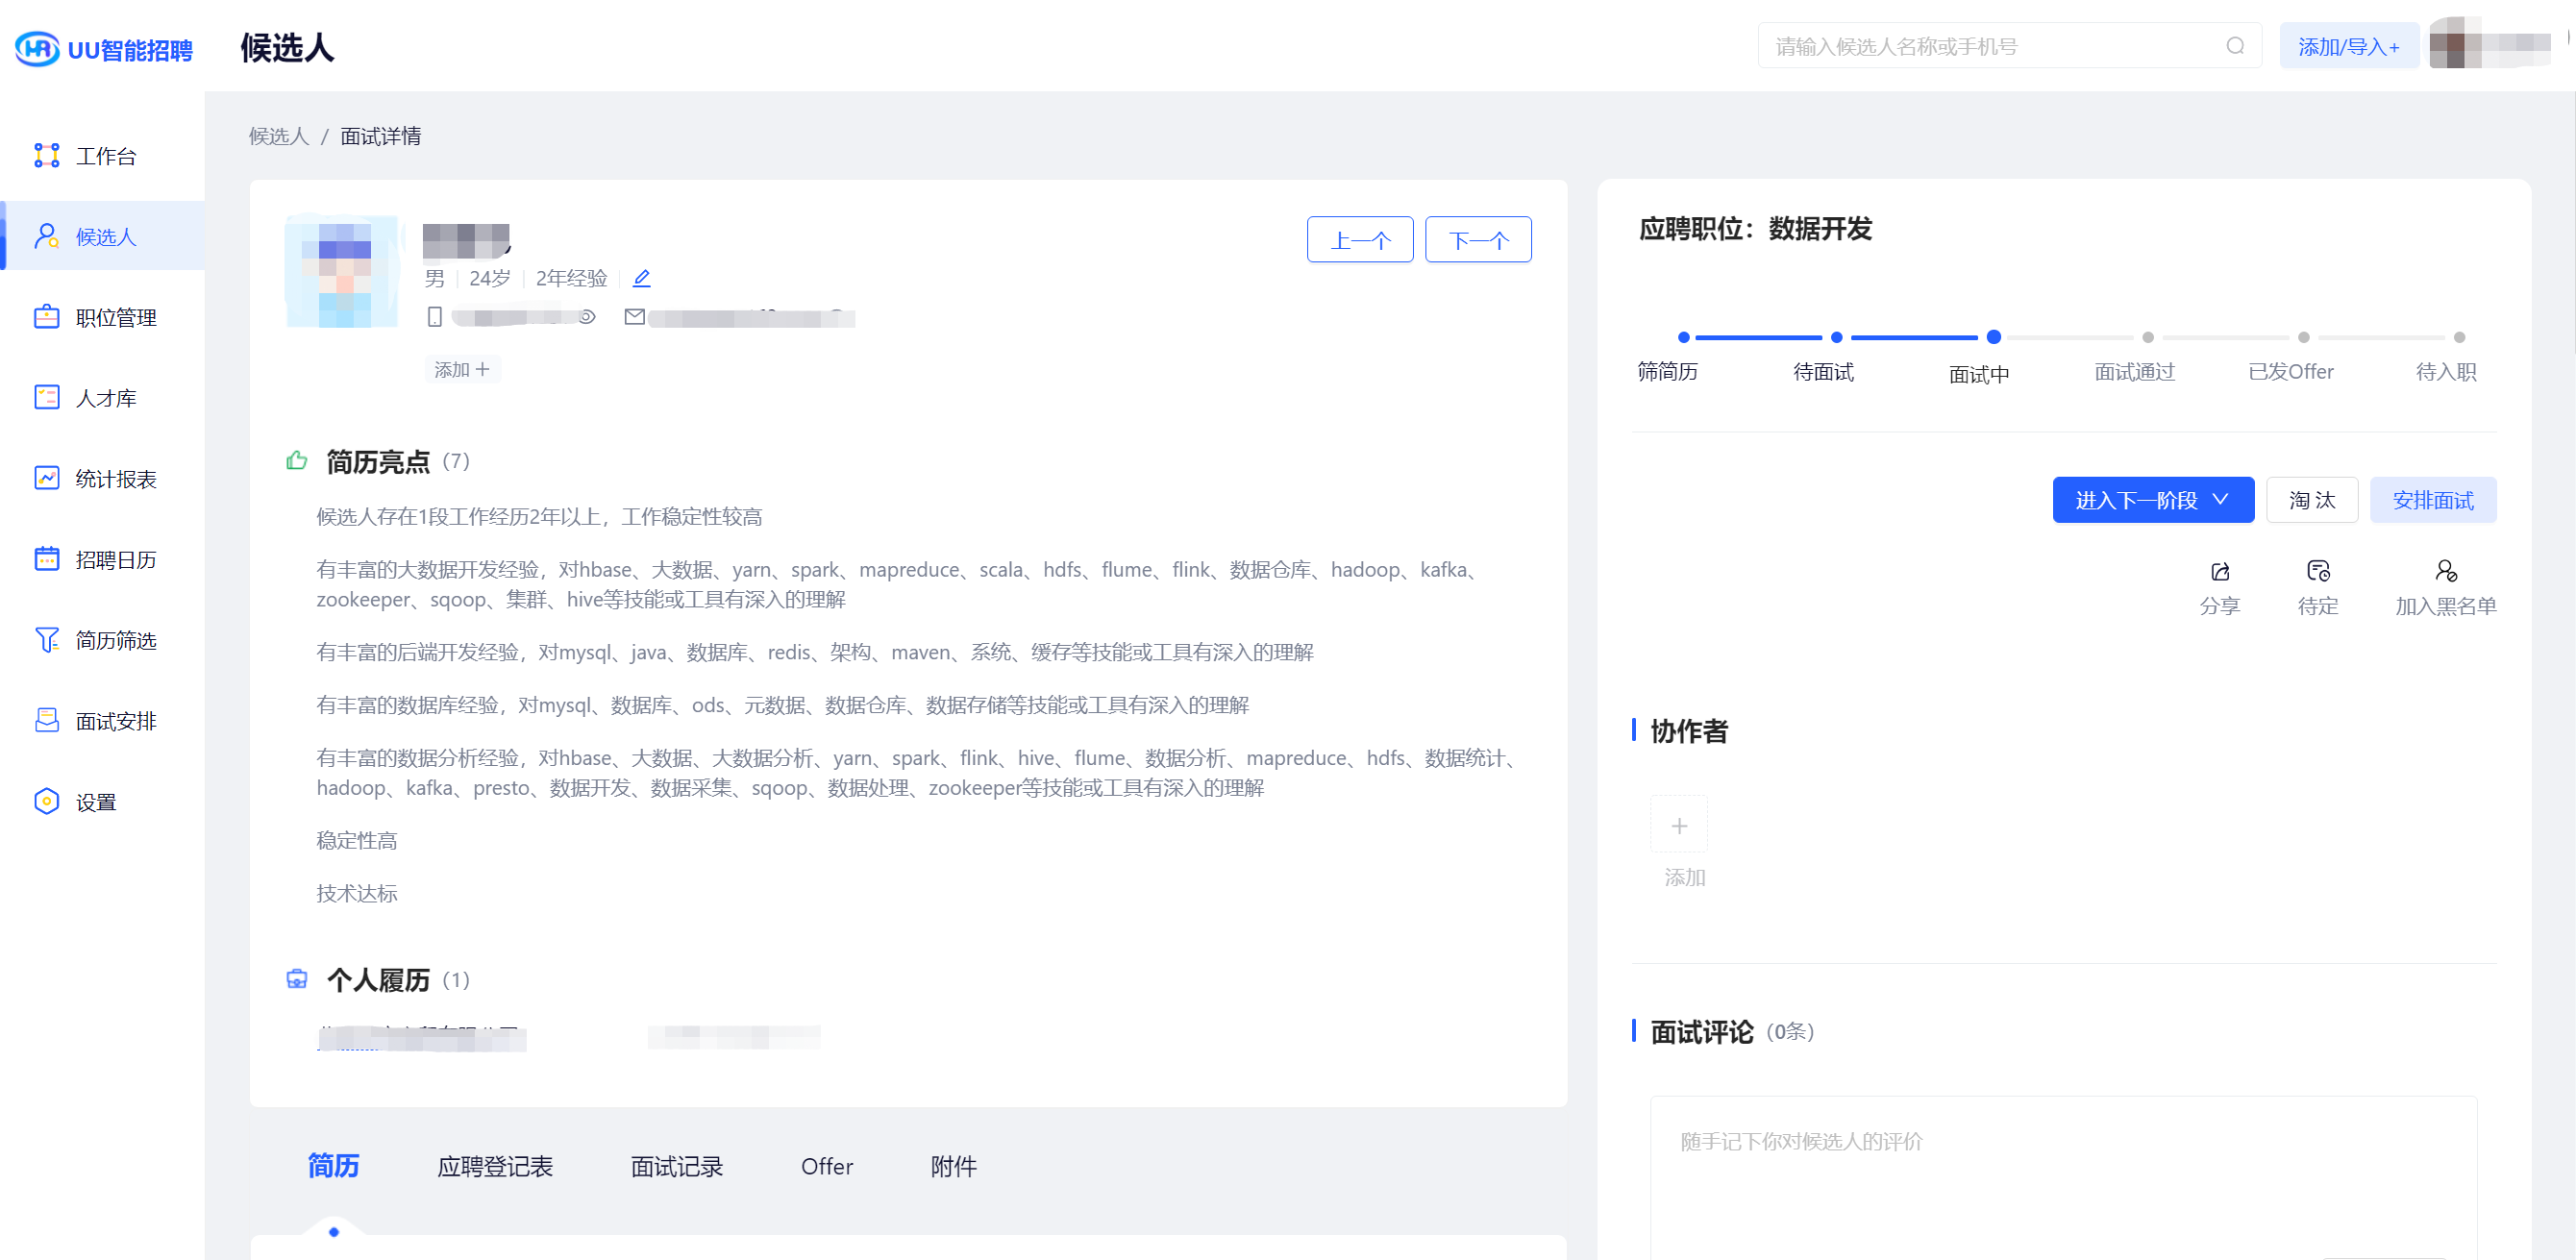 UU智能招聘
候选人
请输入候选人名称或手机号
添加/导入+
工作台
候选人
职位管理
人才库
统计报表
招聘日历
简历筛选
面试安排
设置
候选人 / 面试详情
上一个
下一个
男 24岁 2年经验
添加 +
简历亮点 (7)
候选人存在1段工作经历2年以上，工作稳定性较高
有丰富的大数据开发经验，对hbase、大数据、yarn、spark、mapreduce、scala、hdfs、flume、flink、数据仓库、hadoop、kafka、
zookeeper、sqoop、集群、hive等技能或工具有深入的理解
有丰富的后端开发经验，对mysql、java、数据库、redis、架构、maven、系统、缓存等技能或工具有深入的理解
有丰富的数据库经验，对mysql、数据库、ods、元数据、数据仓库、数据存储等技能或工具有深入的理解
有丰富的数据分析经验，对hbase、大数据、大数据分析、yarn、spark、flink、hive、flume、数据分析、mapreduce、hdfs、数据统计、
hadoop、kafka、presto、数据开发、数据采集、sqoop、数据处理、zookeeper等技能或工具有深入的理解
稳定性高
技术达标
个人履历 (1)
简历
应聘登记表
面试记录
Offer
附件
应聘职位：数据开发
筛简历
待面试
面试中
面试通过
已发Offer
待入职
进入下一阶段
淘 汰
安排面试
分享
待定
加入黑名单
协作者
+
添加
面试评论 (0条)
随手记下你对候选人的评价